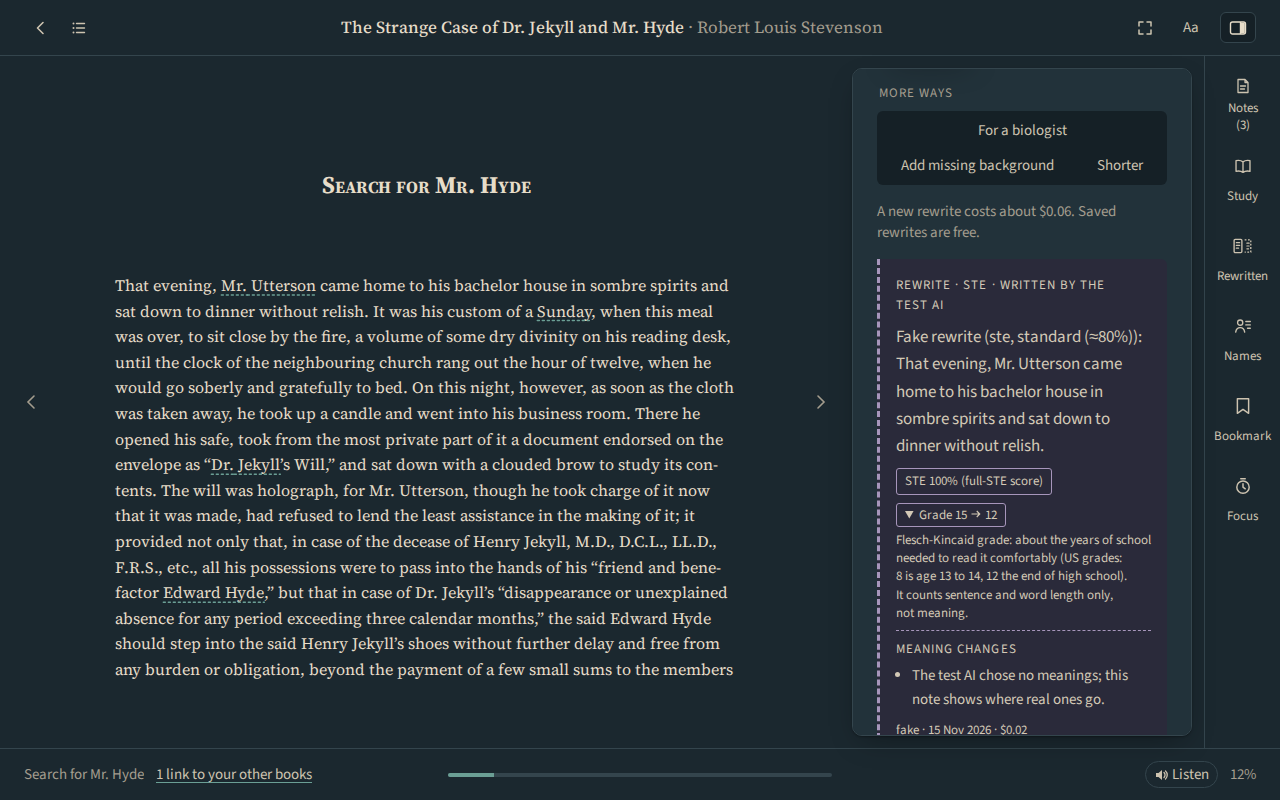 The Strange Case of Dr. Jekyll and Mr. Hyde · Robert Louis Stevenson
Aa
SEARCH FOR MR. HYDE
That evening, Mr. Utterson came home to his bachelor house in sombre spirits and
sat down to dinner without relish. It was his custom of a Sunday, when this meal
was over, to sit close by the fire, a volume of some dry divinity on his reading desk,
until the clock of the neighbouring church rang out the hour of twelve, when he
would go soberly and gratefully to bed. On this night, however, as soon as the cloth
was taken away, he took up a candle and went into his business room. There he
opened his safe, took from the most private part of it a document endorsed on the
envelope as “Dr. Jekyll’s Will,” and sat down with a clouded brow to study its con-
tents. The will was holograph, for Mr. Utterson, though he took charge of it now
that it was made, had refused to lend the least assistance in the making of it; it
provided not only that, in case of the decease of Henry Jekyll, M.D., D.C.L., LL.D.,
F.R.S., etc., all his possessions were to pass into the hands of his “friend and bene-
factor Edward Hyde,” but that in case of Dr. Jekyll’s “disappearance or unexplained
absence for any period exceeding three calendar months,” the said Edward Hyde
should step into the said Henry Jekyll’s shoes without further delay and free from
any burden or obligation, beyond the payment of a few small sums to the members
MORE WAYS
For a biologist
Add missing background
Shorter
A new rewrite costs about $0.06. Saved
rewrites are free.
REWRITE · STE · WRITTEN BY THE
TEST AI
Fake rewrite (ste, standard (≈80%)):
That evening, Mr. Utterson came
home to his bachelor house in
sombre spirits and sat down to
dinner without relish.
STE 100% (full-STE score)
▼ Grade 15 → 12
Flesch-Kincaid grade: about the years of school
needed to read it comfortably (US grades:
8 is age 13 to 14, 12 the end of high school).
It counts sentence and word length only,
not meaning.
MEANING CHANGES
• The test AI chose no meanings; this
note shows where real ones go.
fake · 15 Nov 2026 · $0.02
Notes
(3)
Study
Rewritten
Names
Bookmark
Focus
Search for Mr. Hyde
1 link to your other books
Listen
12%